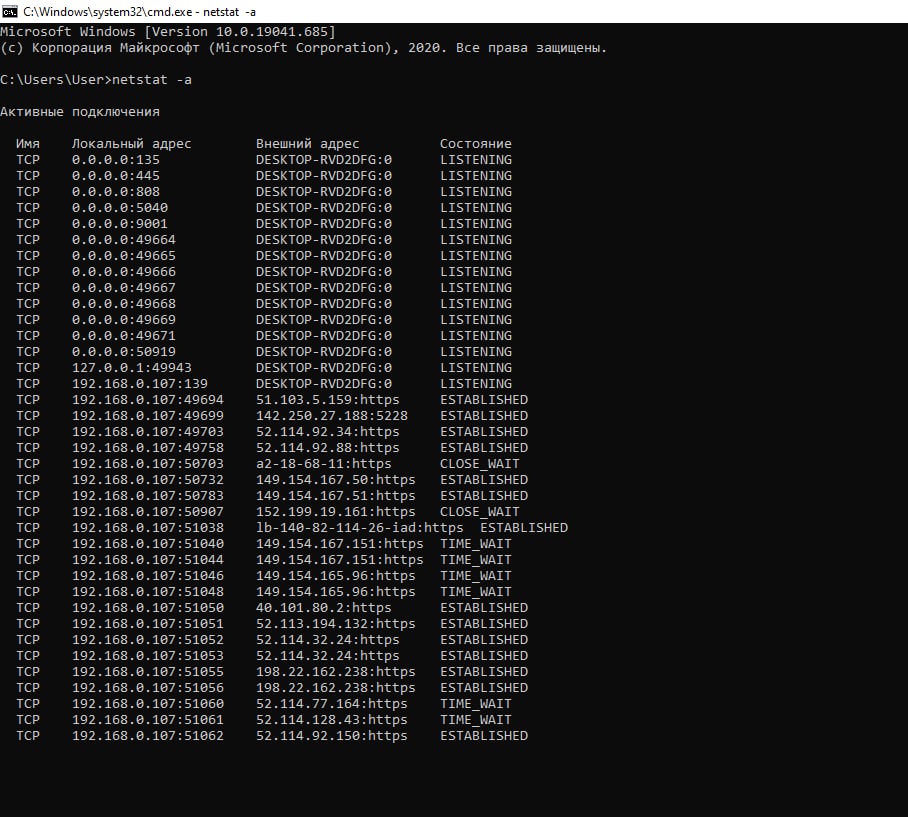 C:\Windows\system32\cmd.exe - netstat -a
Microsoft Windows [Version 10.0.19041.685]
(c) Корпорация Майкрософт (Microsoft Corporation), 2020. Все права защищены.
C:\Users\User>netstat -a
Активные подключения
Имя Локальный адрес Внешний адрес Состояние
TCP 0.0.0.0:135 DESKTOP-RVD2DFG:0 LISTENING
TCP 0.0.0.0:445 DESKTOP-RVD2DFG:0 LISTENING
TCP 0.0.0.0:808 DESKTOP-RVD2DFG:0 LISTENING
TCP 0.0.0.0:5040 DESKTOP-RVD2DFG:0 LISTENING
TCP 0.0.0.0:9001 DESKTOP-RVD2DFG:0 LISTENING
TCP 0.0.0.0:49664 DESKTOP-RVD2DFG:0 LISTENING
TCP 0.0.0.0:49665 DESKTOP-RVD2DFG:0 LISTENING
TCP 0.0.0.0:49666 DESKTOP-RVD2DFG:0 LISTENING
TCP 0.0.0.0:49667 DESKTOP-RVD2DFG:0 LISTENING
TCP 0.0.0.0:49668 DESKTOP-RVD2DFG:0 LISTENING
TCP 0.0.0.0:49669 DESKTOP-RVD2DFG:0 LISTENING
TCP 0.0.0.0:49671 DESKTOP-RVD2DFG:0 LISTENING
TCP 0.0.0.0:50919 DESKTOP-RVD2DFG:0 LISTENING
TCP 127.0.0.1:49943 DESKTOP-RVD2DFG:0 LISTENING
TCP 192.168.0.107:139 DESKTOP-RVD2DFG:0 LISTENING
TCP 192.168.0.107:49694 51.103.5.159:https ESTABLISHED
TCP 192.168.0.107:49699 142.250.27.188:5228 ESTABLISHED
TCP 192.168.0.107:49703 52.114.92.34:https ESTABLISHED
TCP 192.168.0.107:49758 52.114.92.88:https ESTABLISHED
TCP 192.168.0.107:50703 a2-18-68-11:https CLOSE_WAIT
TCP 192.168.0.107:50732 149.154.167.50:https ESTABLISHED
TCP 192.168.0.107:50783 149.154.167.51:https ESTABLISHED
TCP 192.168.0.107:50907 152.199.19.161:https CLOSE_WAIT
TCP 192.168.0.107:51038 lb-140-82-114-26-iad:https ESTABLISHED
TCP 192.168.0.107:51040 149.154.167.151:https TIME_WAIT
TCP 192.168.0.107:51044 149.154.167.151:https TIME_WAIT
TCP 192.168.0.107:51046 149.154.165.96:https TIME_WAIT
TCP 192.168.0.107:51048 149.154.165.96:https TIME_WAIT
TCP 192.168.0.107:51050 40.101.80.2:https ESTABLISHED
TCP 192.168.0.107:51051 52.113.194.132:https ESTABLISHED
TCP 192.168.0.107:51052 52.114.32.24:https ESTABLISHED
TCP 192.168.0.107:51053 52.114.32.24:https ESTABLISHED
TCP 192.168.0.107:51055 198.22.162.238:https ESTABLISHED
TCP 192.168.0.107:51056 198.22.162.238:https ESTABLISHED
TCP 192.168.0.107:51060 52.114.77.164:https TIME_WAIT
TCP 192.168.0.107:51061 52.114.128.43:https TIME_WAIT
TCP 192.168.0.107:51062 52.114.92.150:https ESTABLISHED